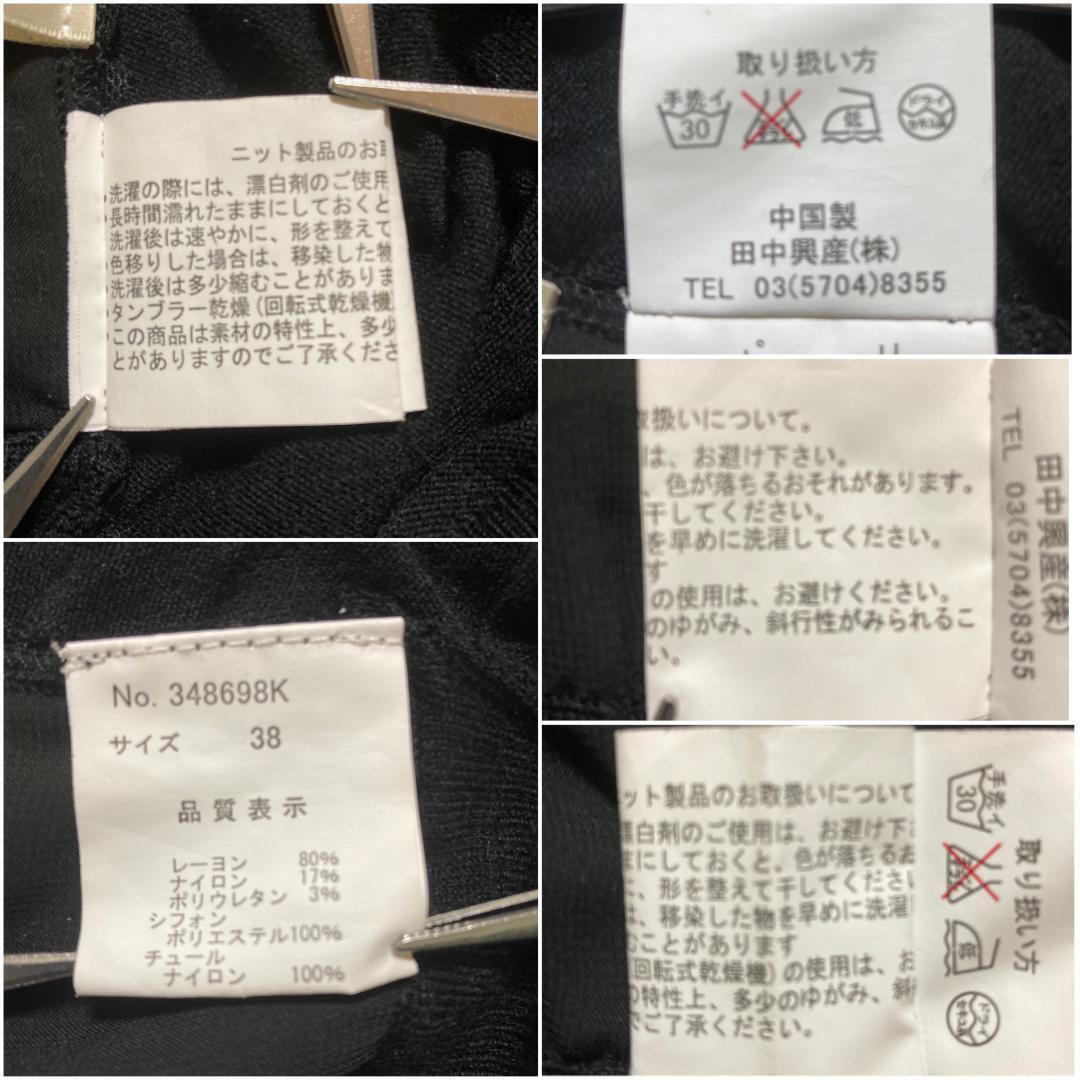 ニット製品のお取
洗濯の際には、漂白剤のご使用
長時間濡れたままにしておくと
洗濯後は速やかに、形を整えて
色移りした場合は、移染した物
洗濯後は多少縮むことがありま
タンブラー乾燥(回転式乾燥機
この商品は素材の特性上、多少
とがありますのでご了承くださ
取り扱い方
手洗イ
30
低
ドライ
中国製
田中興産(株)
TEL 03(5704)8355
取扱いについて。
は、お避け下さい。
、色が落ちるおそれがあります。
干してください。
を早めに洗濯してください。
す
の使用は、お避けください。
のゆがみ、斜行性がみられるこ
い。
田中興産(株)
TEL 03(5704)8355
No. 348698K
サイズ 38
品質表示
レーヨン 80%
ナイロン 17%
ポリウレタン 3%
シフォン
ポリエステル100%
チュール
ナイロン 100%
ット製品のお取扱いについて
漂白剤のご使用は、お避け下
まにしておくと、色が落ちるお
に、形を整えて干してくださ
は、移染した物を早めに洗濯
むことがあります
(回転式乾燥機)の使用は、お
の特性上、多少のゆがみ、斜
でご了承ください。
取り扱い方
手洗イ
30
低
ドライ